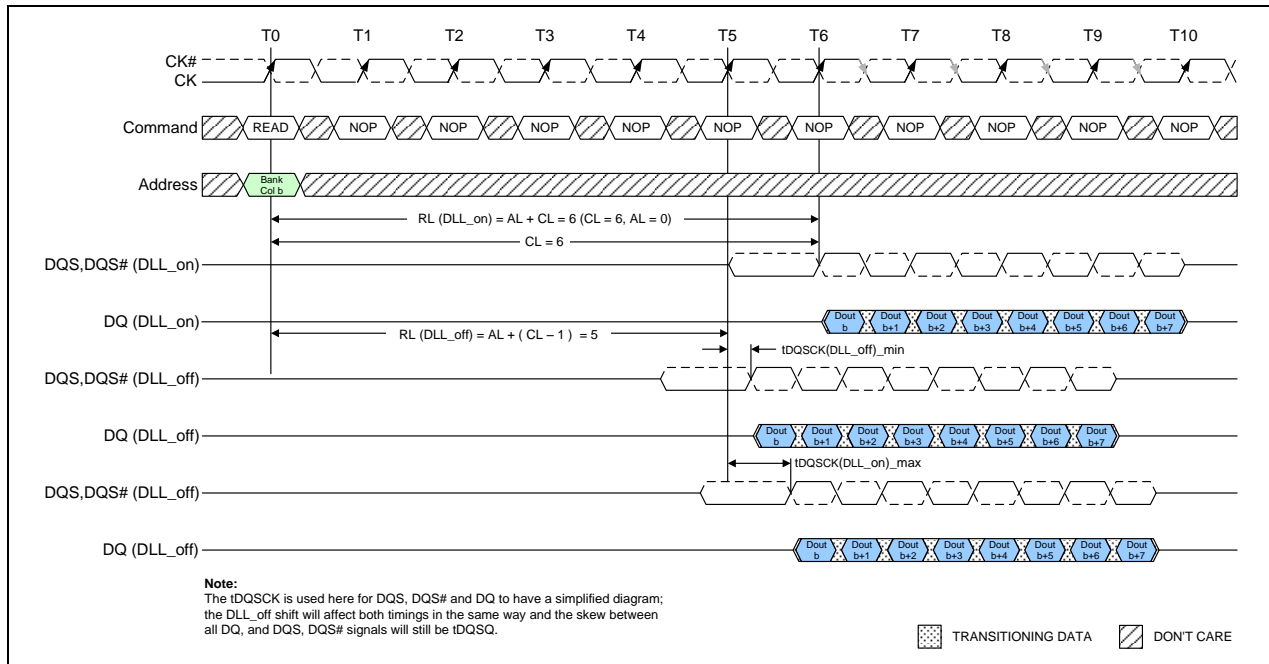 T0 T1 T2 T3 T4 T5 T6 T7 T8 T9 T10
CK#
CK
Command READ NOP NOP NOP NOP NOP NOP NOP NOP NOP NOP
Address Bank
Col b
RL (DLL_on) = AL + CL = 6 (CL = 6, AL = 0)
CL = 6
DQS,DQS# (DLL_on)
DQ (DLL_on) Dout b Dout b+1 Dout b+2 Dout b+3 Dout b+4 Dout b+5 Dout b+6 Dout b+7
RL (DLL_off) = AL + ( CL – 1 ) = 5
tDQSCK(DLL_off)_min
DQS,DQS# (DLL_off)
DQ (DLL_off) Dout b Dout b+1 Dout b+2 Dout b+3 Dout b+4 Dout b+5 Dout b+6 Dout b+7
tDQSCK(DLL_on)_max
DQS,DQS# (DLL_off)
DQ (DLL_off) Dout b Dout b+1 Dout b+2 Dout b+3 Dout b+4 Dout b+5 Dout b+6 Dout b+7
Note:
The tDQSCK is used here for DQS, DQS# and DQ to have a simplified diagram;
the DLL_off shift will affect both timings in the same way and the skew between
all DQ, and DQS, DQS# signals will still be tDQSQ.
TRANSITIONING DATA DON'T CARE